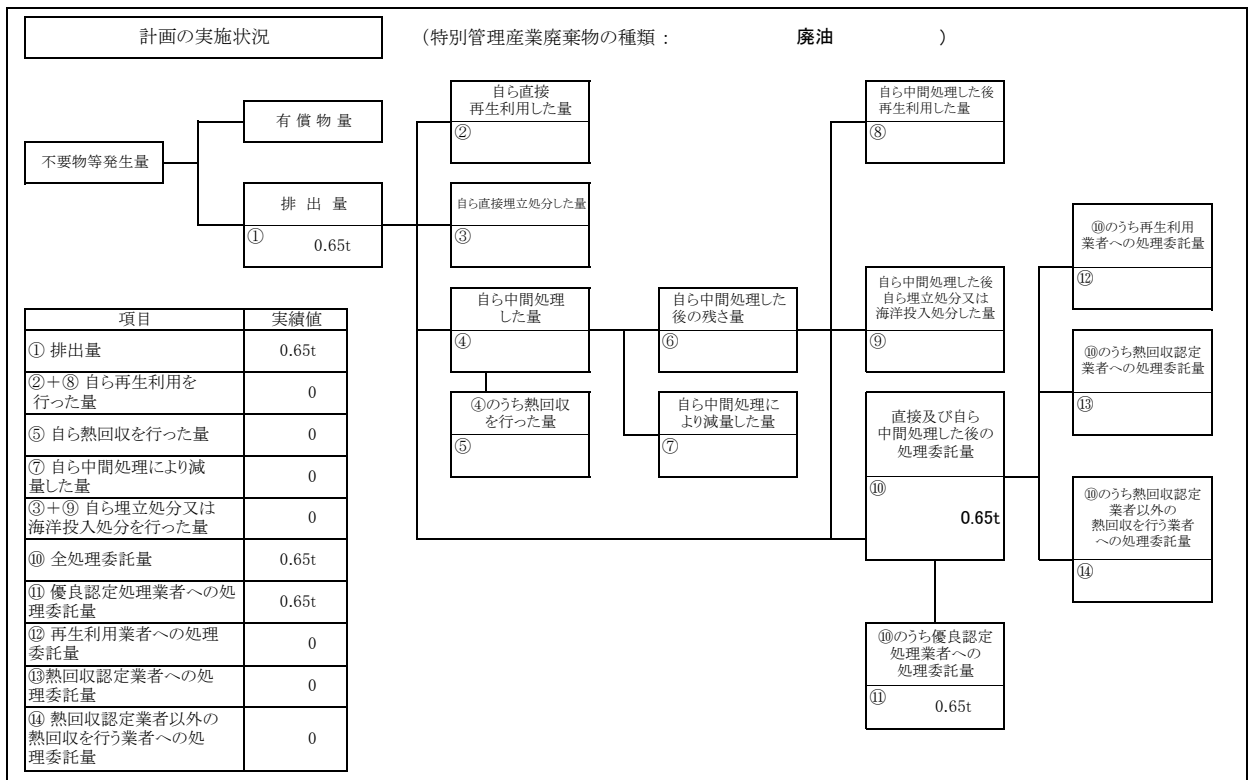 計画の実施状況
（特別管理産業廃棄物の種類： 廃油 ）
不要物等発生量
有償物量
排出量
① 0.65t
自ら直接
再生利用した量
②
自ら直接埋立処分した量
③
自ら中間処理
した量
④
④のうち熱回収
を行った量
⑤
自ら中間処理した
後の残さ量
⑥
自ら中間処理に
より減量した量
⑦
自ら中間処理した後
再生利用した量
⑧
自ら中間処理した後
自ら埋立処分又は
海洋投入処分した量
⑨
直接及び自ら
中間処理した後の
処理委託量
⑩
0.65t
⑩のうち優良認定
処理業者への
処理委託量
⑪ 0.65t
⑩のうち再生利用
業者への処理委託量
⑫
⑩のうち熱回収認定
業者への処理委託量
⑬
⑩のうち熱回収認定
業者以外の
熱回収を行う業者
への処理委託量
⑭
項目 実績値
① 排出量 0.65t
②＋⑧ 自ら再生利用を
行った量 0
⑤ 自ら熱回収を行った量 0
⑦ 自ら中間処理により減
量した量 0
③＋⑨ 自ら埋立処分又は
海洋投入処分を行った量 0
⑩ 全処理委託量 0.65t
⑪ 優良認定処理業者への処
理委託量 0.65t
⑫ 再生利用業者への処理
委託量 0
⑬熱回収認定業者への処
理委託量 0
⑭ 熱回収認定業者以外の
熱回収を行う業者への処
理委託量 0